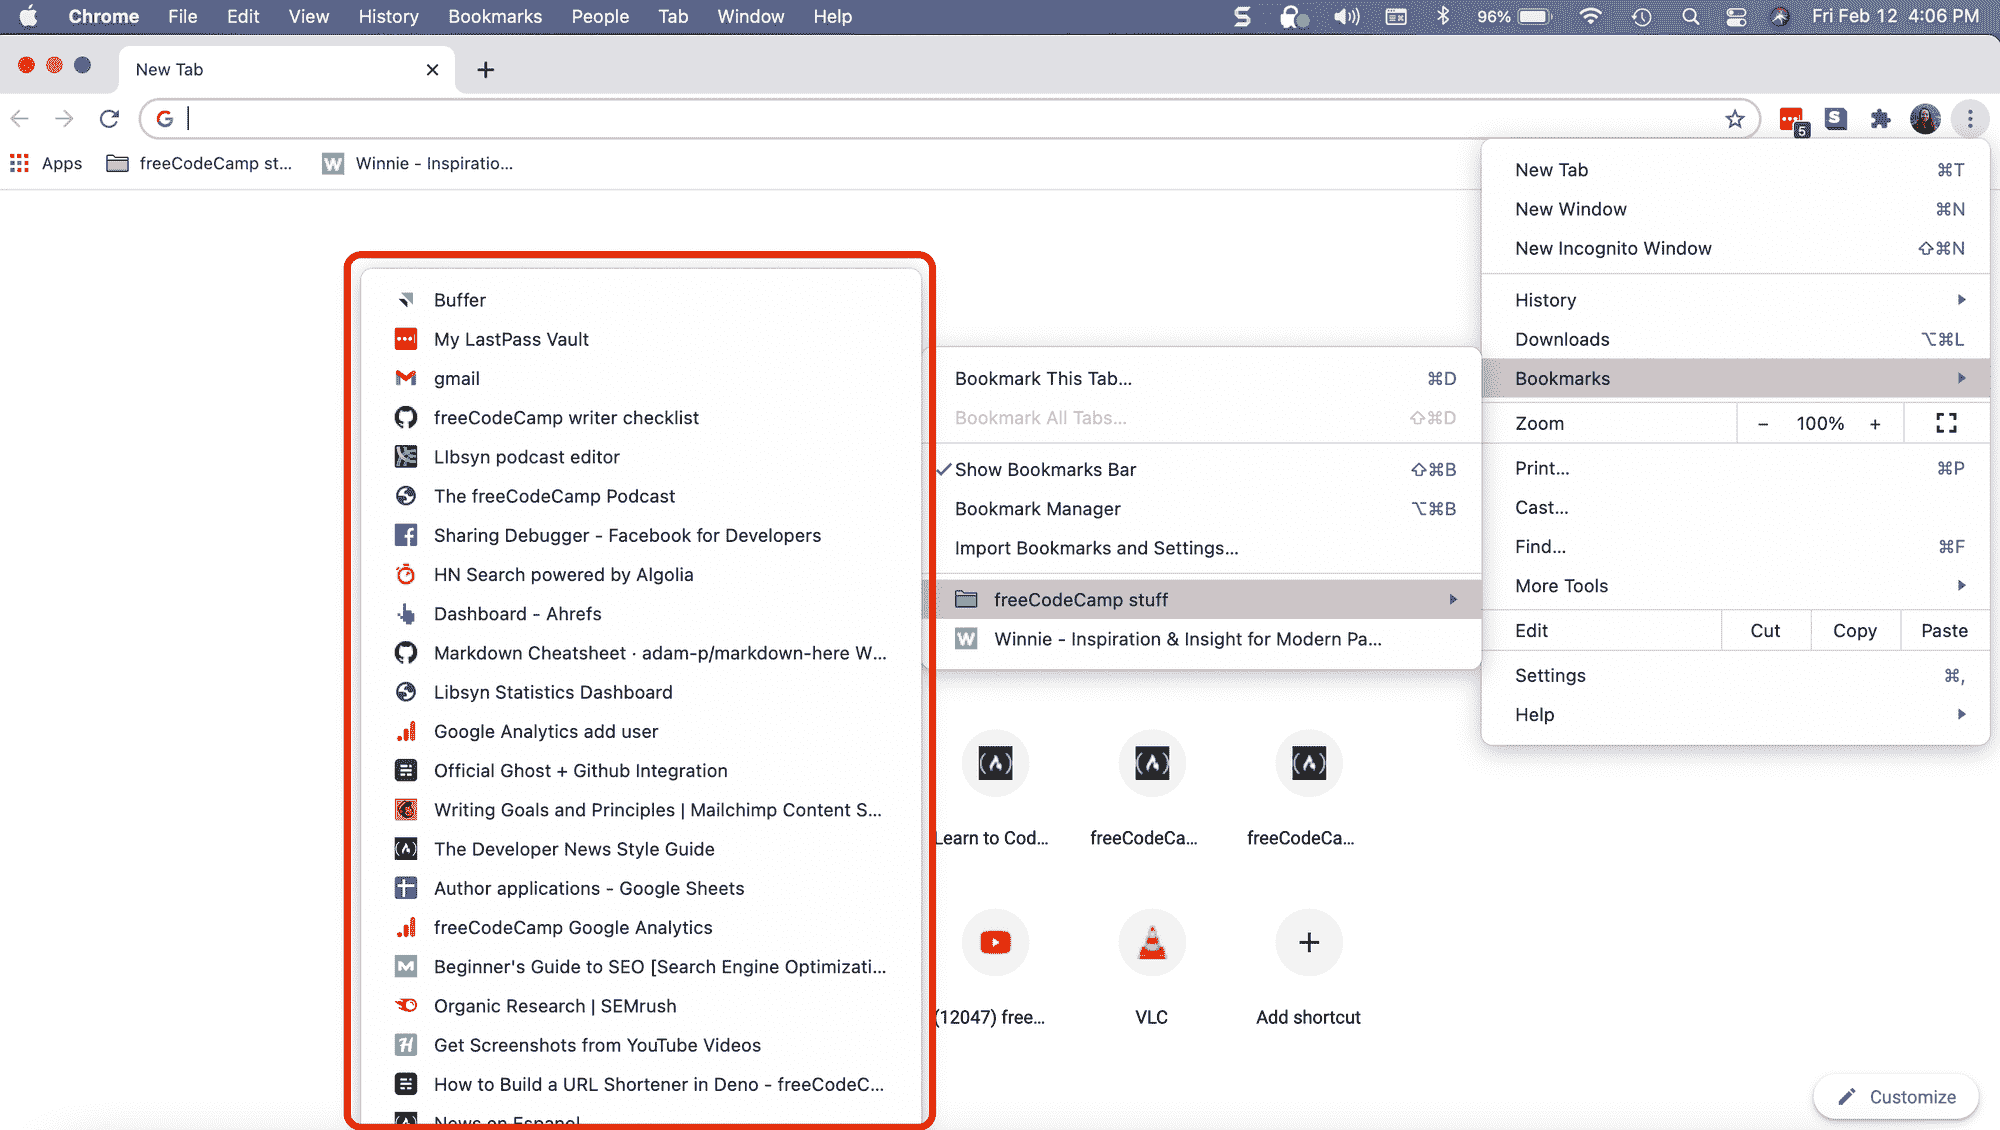 Chrome File Edit View History Bookmarks People Tab Window Help 96% Fri Feb 12 4:06 PM
New Tab
5
Apps freeCodeCamp st... Winnie - Inspiratio...
New Tab ⌘T
New Window ⌘N
New Incognito Window ⇧⌘N
History
Downloads ⌥⌘L
Bookmarks
Zoom − 100% +
Print... ⌘P
Cast...
Find... ⌘F
More Tools
Edit Cut Copy Paste
Settings ⌘,
Help
Bookmark This Tab... ⌘D
Bookmark All Tabs... ⇧⌘D
Show Bookmarks Bar ⇧⌘B
Bookmark Manager ⌥⌘B
Import Bookmarks and Settings...
freeCodeCamp stuff
Winnie - Inspiration & Insight for Modern Pa...
Buffer
My LastPass Vault
gmail
freeCodeCamp writer checklist
LIbsyn podcast editor
The freeCodeCamp Podcast
Sharing Debugger - Facebook for Developers
HN Search powered by Algolia
Dashboard - Ahrefs
Markdown Cheatsheet · adam-p/markdown-here W...
Libsyn Statistics Dashboard
Google Analytics add user
Official Ghost + Github Integration
Writing Goals and Principles | Mailchimp Content S...
The Developer News Style Guide
Author applications - Google Sheets
freeCodeCamp Google Analytics
Beginner's Guide to SEO [Search Engine Optimizati...
Organic Research | SEMrush
Get Screenshots from YouTube Videos
How to Build a URL Shortener in Deno - freeCodeC...
News en Espanol
Learn to Cod... freeCodeCa... freeCodeCa...
(12047) free... VLC Add shortcut
Customize